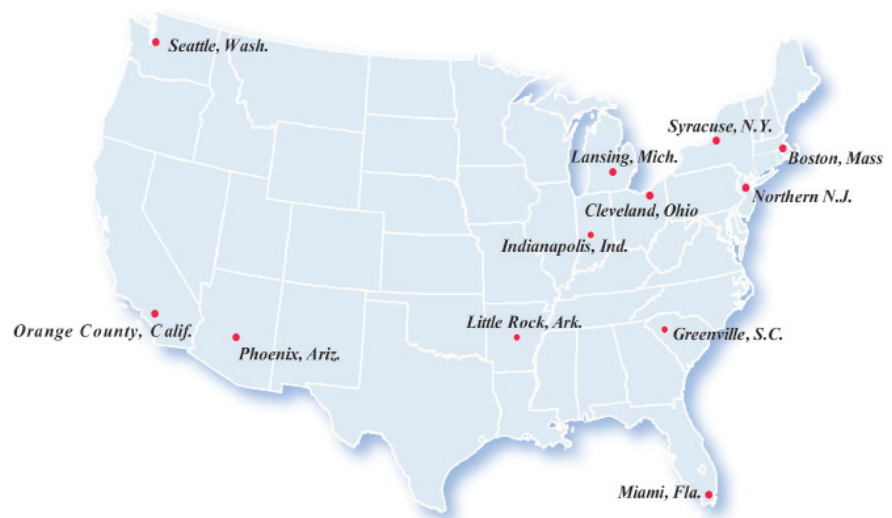 Seattle, Wash.
Syracuse, N.Y.
Lansing, Mich.
Boston, Mass
Northern N.J.
Cleveland, Ohio
Indianapolis, Ind.
Little Rock, Ark.
Orange County, Calif.
Greenville, S.C.
Phoenix, Ariz.
Miami, Fla.